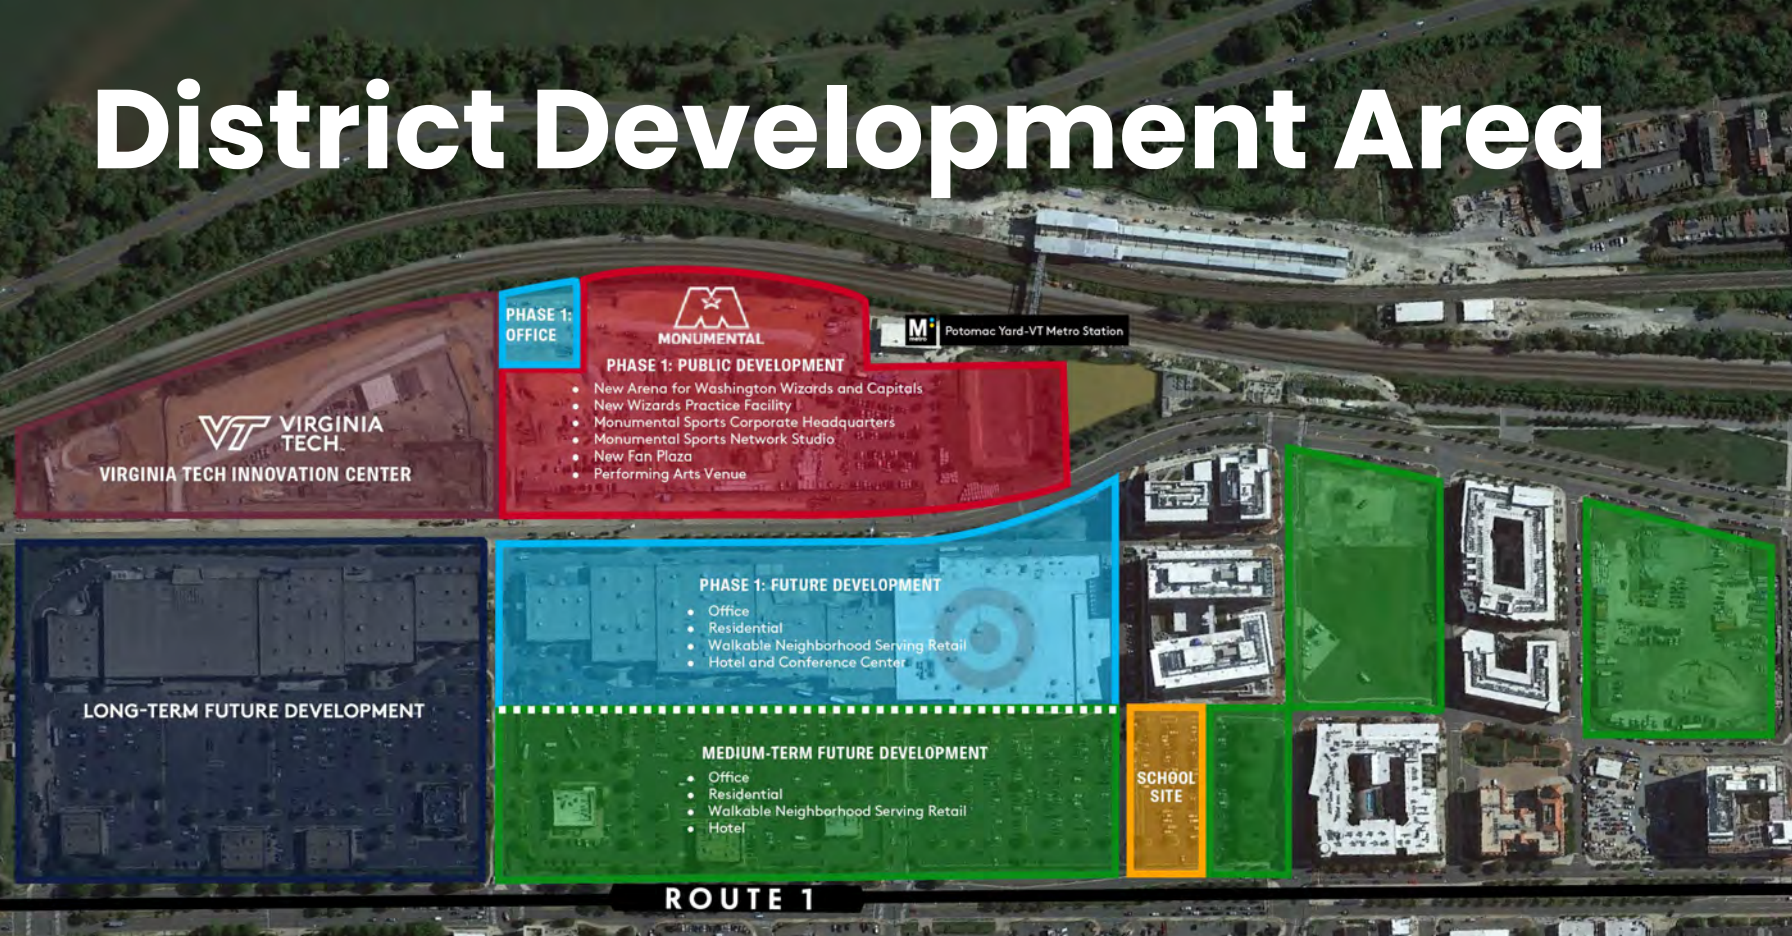 District Development Area
PHASE 1:
OFFICE
MONUMENTAL
PHASE 1: PUBLIC DEVELOPMENT
• New Arena for Washington Wizards and Capitals
• New Wizards Practice Facility
• Monumental Sports Corporate Headquarters
• Monumental Sports Network Studio
• New Fan Plaza
• Performing Arts Venue
M
metro
Potomac Yard-VT Metro Station
VT VIRGINIA
TECH
VIRGINIA TECH INNOVATION CENTER
LONG-TERM FUTURE DEVELOPMENT
PHASE 1: FUTURE DEVELOPMENT
• Office
• Residential
• Walkable Neighborhood Serving Retail
• Hotel and Conference Center
MEDIUM-TERM FUTURE DEVELOPMENT
• Office
• Residential
• Walkable Neighborhood Serving Retail
• Hotel
SCHOOL
SITE
ROUTE 1